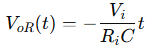 V_{oR}(t) = -\frac{V_i}{R_i C} t